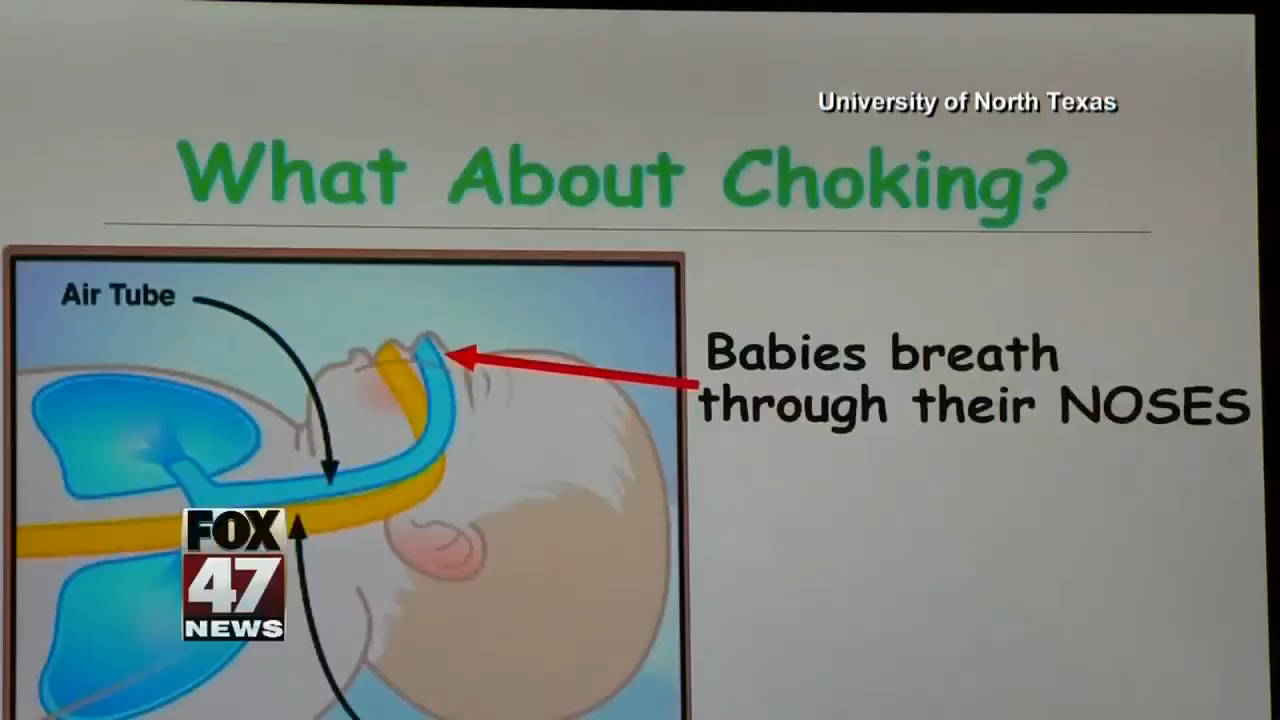 University of North Texas
What About Choking?
Air Tube
Babies breath
through their NOSES
FOX
47
NEWS